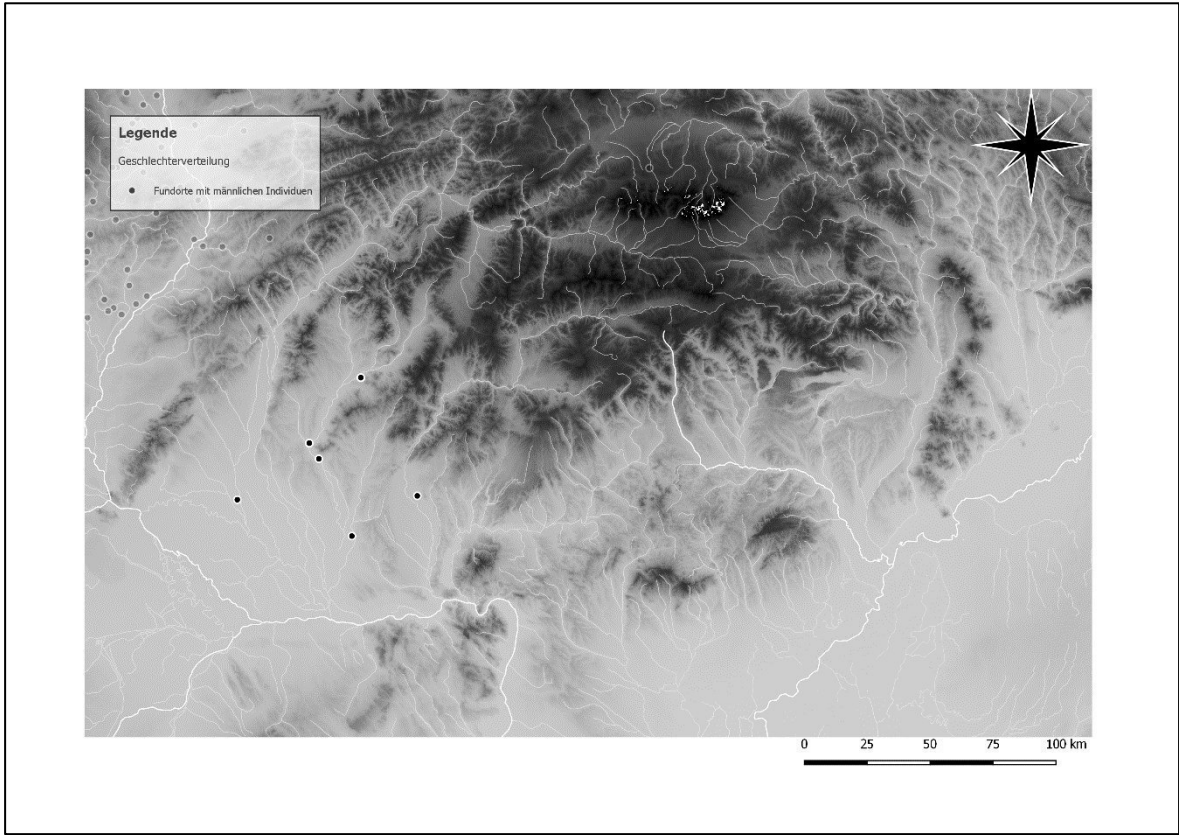 Legende
Geschlechterverteilung
Fundorte mit männlichen Individuen
0 25 50 75 100 km